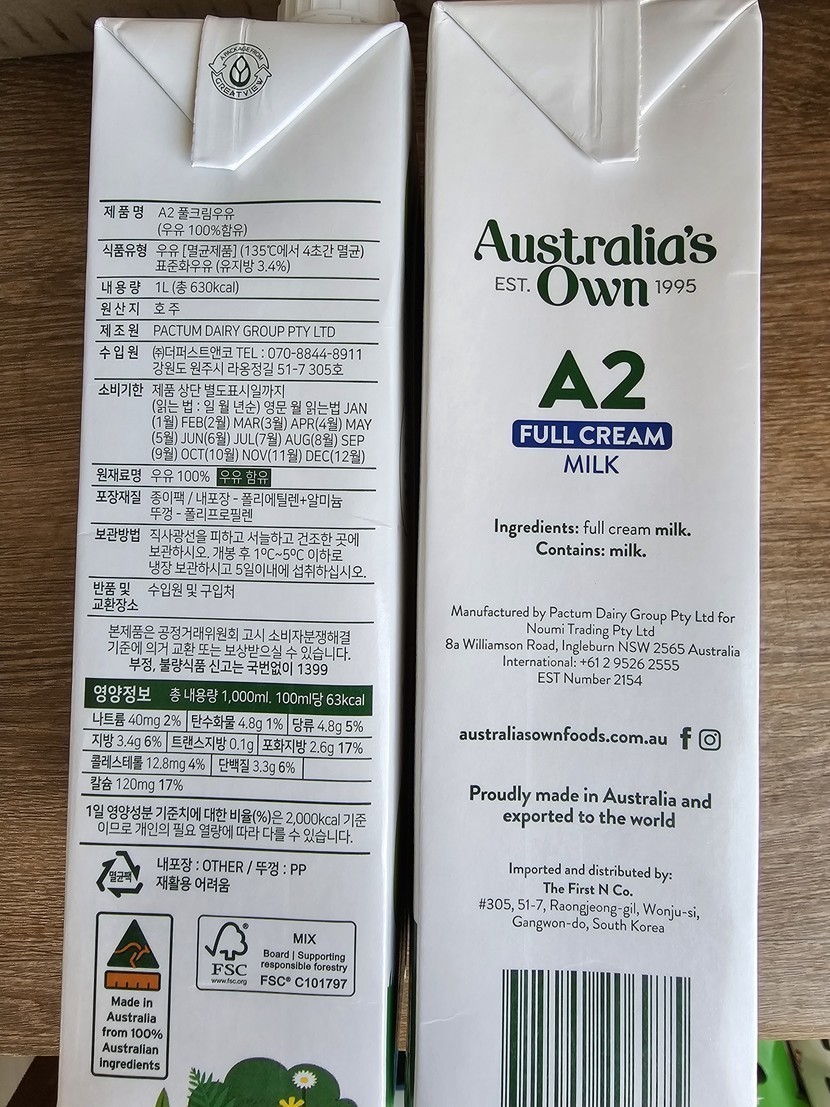 A PACKAGE FROM
GREATVIEW
제품명 A2 풀크림우유
(우유 100%함유)
식품유형 우유 [멸균제품] (135℃에서 4초간 멸균)
표준화우유 (유지방 3.4%)
내용량 1L (총 630kcal)
원산지 호주
제조원 PACTUM DAIRY GROUP PTY LTD
수입원 ㈜더퍼스트앤코 TEL : 070-8844-8911
강원도 원주시 라옹정길 51-7 305호
소비기한 제품 상단 별도표시일까지
(읽는 법 : 일 월 년순) 영문 월 읽는법 JAN
(1월) FEB(2월) MAR(3월) APR(4월) MAY
(5월) JUN(6월) JUL(7월) AUG(8월) SEP
(9월) OCT(10월) NOV(11월) DEC(12월)
원재료명 우유 100% 우유 함유
포장재질 종이팩 / 내포장 - 폴리에틸렌+알미늄
뚜껑 - 폴리프로필렌
보관방법 직사광선을 피하고 서늘하고 건조한 곳에
보관하시오. 개봉 후 1℃~5℃ 이하로
냉장 보관하시고 5일이내에 섭취하십시오.
반품 및 수입원 및 구입처
교환장소
본제품은 공정거래위원회 고시 소비자분쟁해결
기준에 의거 교환 또는 보상받으실 수 있습니다.
부정, 불량식품 신고는 국번없이 1399
영양정보 총 내용량 1,000ml. 100ml당 63kcal
나트륨 40mg 2% 탄수화물 4.8g 1% 당류 4.8g 5%
지방 3.4g 6% 트랜스지방 0.1g 포화지방 2.6g 17%
콜레스테롤 12.8mg 4% 단백질 3.3g 6%
칼슘 120mg 17%
1일 영양성분 기준치에 대한 비율(%)은 2,000kcal 기준
이므로 개인의 필요 열량에 따라 다를 수 있습니다.
멸균팩
내포장 : OTHER / 뚜껑 : PP
재활용 어려움
Made in
Australia
from 100%
Australian
Ingredients
FSC
www.fsc.org
MIX
Board | Supporting
responsible forestry
FSC® C101797
Australia's
EST. Own 1995
A2
FULL CREAM
MILK
Ingredients: full cream milk.
Contains: milk.
Manufactured by Pactum Dairy Group Pty Ltd for
Noumi Trading Pty Ltd
8a Williamson Road, Ingleburn NSW 2565 Australia
International: +61 2 9526 2555
EST Number 2154
australiasownfoods.com.au
Proudly made in Australia and
exported to the world
Imported and distributed by:
The First N Co.
#305, 51-7, Raongjeong-gil, Wonju-si,
Gangwon-do, South Korea